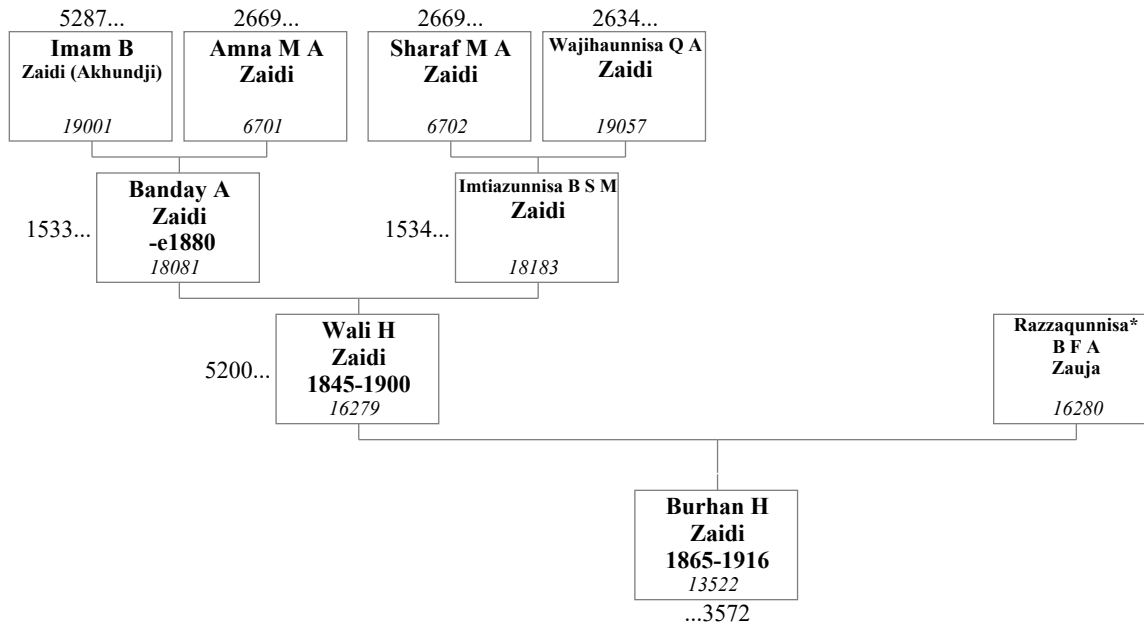 5287...
2669...
2669...
2634...
Imam B
Zaidi (Akhundji)
19001
Amna M A
Zaidi
6701
Sharaf M A
Zaidi
6702
Wajihaunnisa Q A
Zaidi
19057
1533...
Banday A
Zaidi
-e1880
18081
1534...
Imtiazunnisa B S M
Zaidi
18183
5200...
Wali H
Zaidi
1845-1900
16279
Razzaqunnisa*
B F A
Zauja
16280
Burhan H
Zaidi
1865-1916
13522
...3572